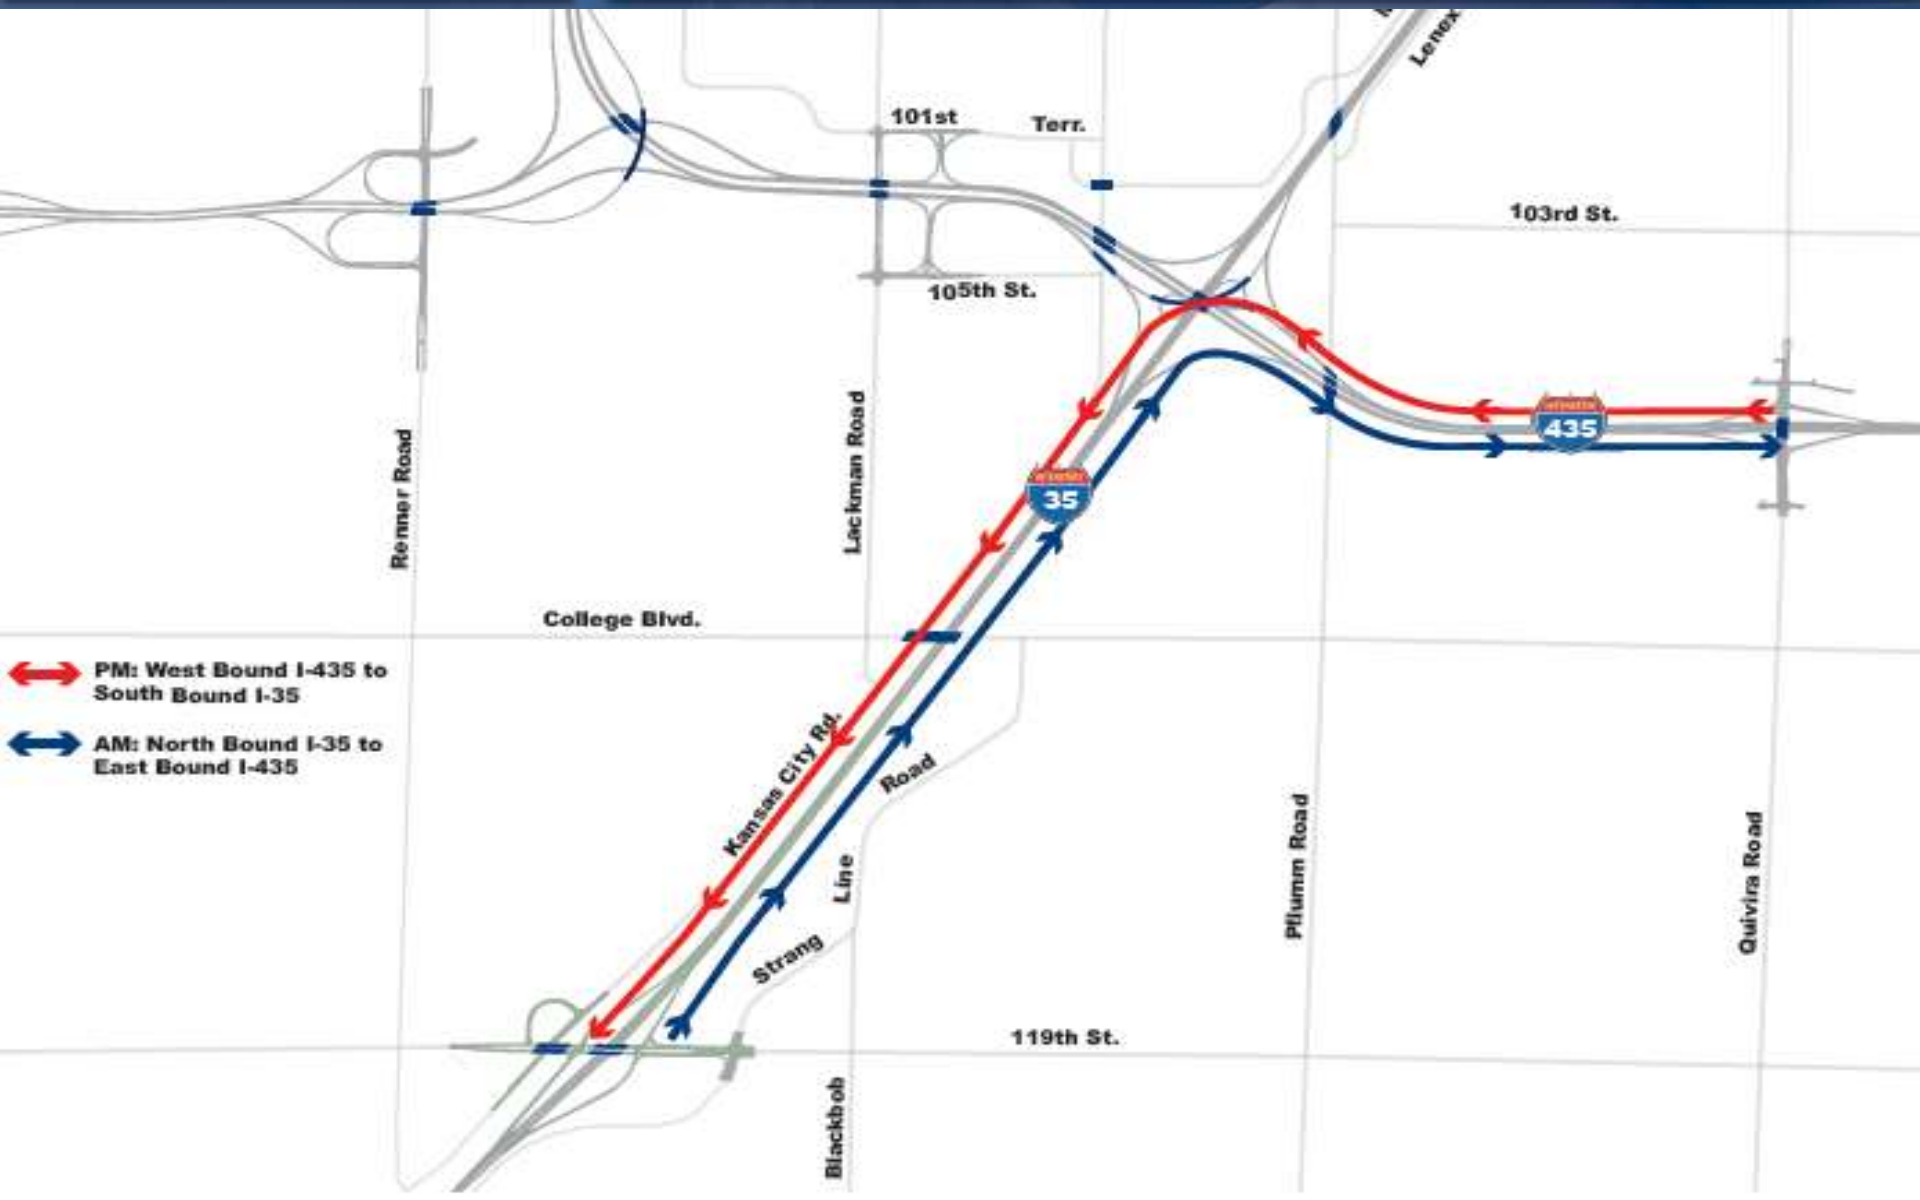 Lenex
101st
Terr.
103rd St.
105th St.
INTERSTATE
435
Renner Road
Lackman Road
INTERSTATE
35
College Blvd.
PM: West Bound I-435 to
South Bound I-35
AM: North Bound I-35 to
East Bound I-435
Kansas City Rd.
Strang Line Road
Pflumm Road
Quivira Road
119th St.
Blackbob